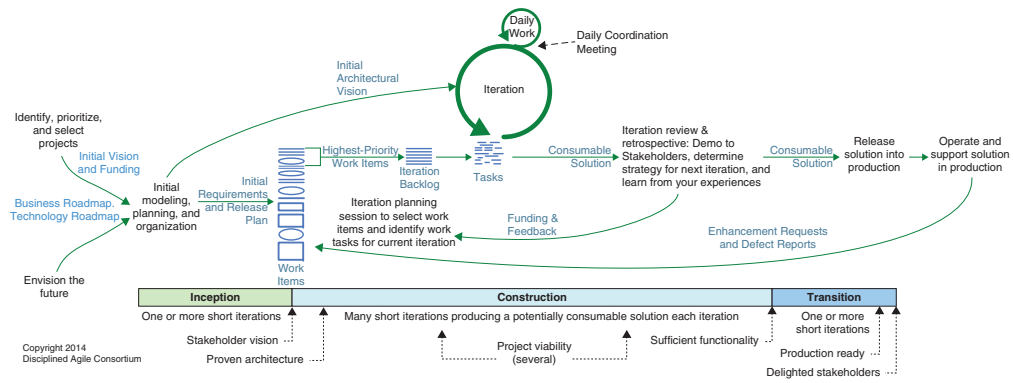 Daily
Work
Daily Coordination
Meeting
Initial
Architectural
Vision
Iteration
Identify, prioritize,
and select
projects
Initial Vision
and Funding
Business Roadmap,
Technology Roadmap
Initial
modeling,
planning, and
organization
Envision the
future
Initial
Requirements
and Release
Plan
Highest-Priority
Work Items
Iteration
Backlog
Tasks
Consumable
Solution
Iteration review &
retrospective: Demo to
Stakeholders, determine
strategy for next iteration, and
learn from your experiences
Consumable
Solution
Release
solution into
production
Operate and
support solution
in production
Iteration planning
session to select work
items and identify work
tasks for current iteration
Funding &
Feedback
Enhancement Requests
and Defect Reports
Work
Items
Inception
Construction
Transition
One or more short iterations
Many short iterations producing a potentially consumable solution each iteration
One or more
short iterations
Stakeholder vision
Proven architecture
Project viability
(several)
Sufficient functionality
Production ready
Delighted stakeholders
Copyright 2014
Disciplined Agile Consortium